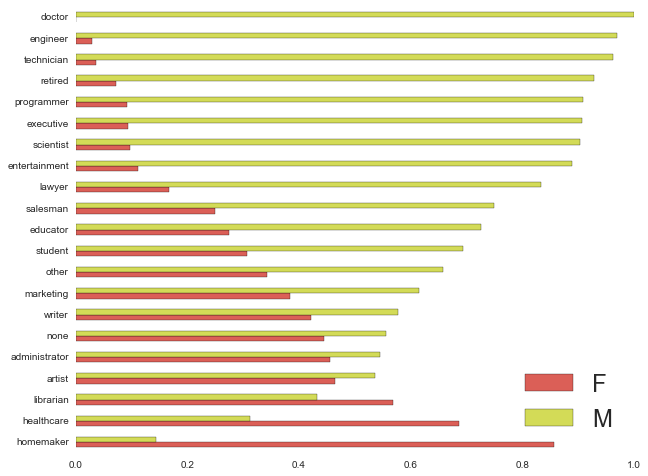 doctor
engineer
technician
retired
programmer
executive
scientist
entertainment
lawyer
salesman
educator
student
other
marketing
writer
none
administrator
artist
librarian
healthcare
homemaker
F
M
0.0 0.2 0.4 0.6 0.8 1.0